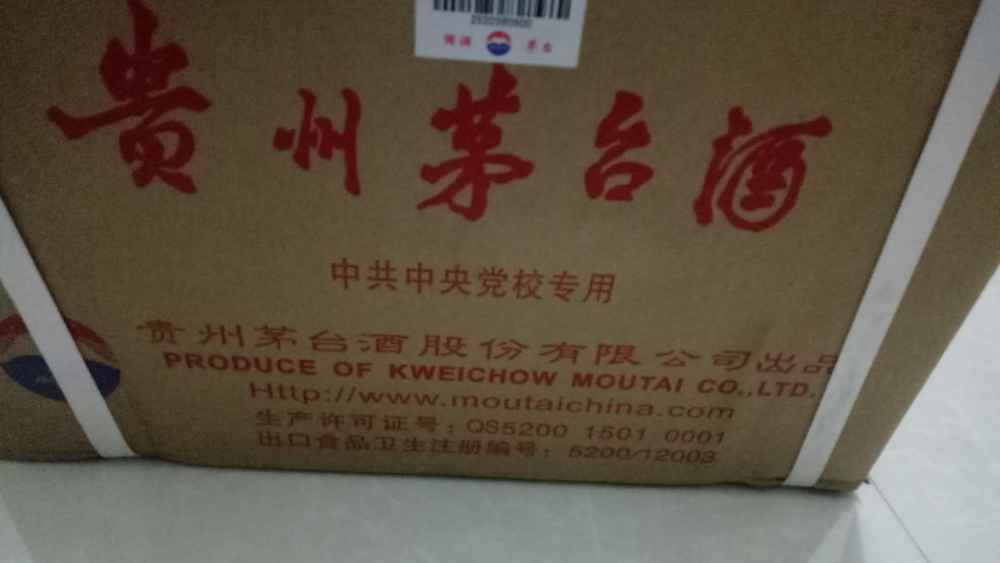 贵州茅台酒
中共中央党校专用
贵州茅台酒股份有限公司出品
PRODUCE OF KWEICHOW MOUTAI CO.,LTD.
Http://www.moutaichina.com
生产许可证号：QS5200 1501 0001
出口食品卫生注册编号：5200/12003